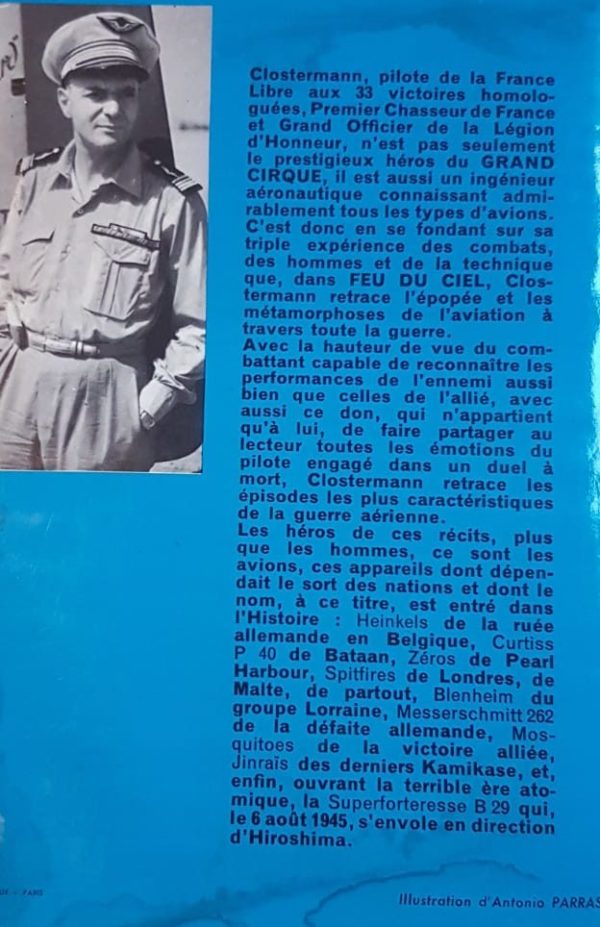 Clostermann, pilote de la France
Libre aux 33 victoires homolo-
guées, Premier Chasseur de France
et Grand Officier de la Légion
d'Honneur, n'est pas seulement
le prestigieux héros du GRAND
CIRQUE, il est aussi un ingénieur
aéronautique connaissant admi-
rablement tous les types d'avions.
C'est donc en se fondant sur sa
triple expérience des combats,
des hommes et de la technique
que, dans FEU DU CIEL, Clos-
termann retrace l'épopée et les
métamorphoses de l'aviation à
travers toute la guerre.
Avec la hauteur de vue du com-
battant capable de reconnaître les
performances de l'ennemi aussi
bien que celles de l'allié, avec
aussi ce don, qui n'appartient
qu'à lui, de faire partager au
lecteur toutes les émotions du
pilote engagé dans un duel à
mort, Clostermann retrace les
épisodes les plus caractéristiques
de la guerre aérienne.
Les héros de ces récits, plus
que les hommes, ce sont les
avions, ces appareils dont dépen-
dait le sort des nations et dont le
nom, à ce titre, est entré dans
l'Histoire : Heinkels de la ruée
allemande en Belgique, Curtiss
P 40 de Bataan, Zéros de Pearl
Harbour, Spitfires de Londres, de
Malte, de partout, Blenheim du
groupe Lorraine, Messerschmitt 262
de la défaite allemande, Mos-
quitoes de la victoire alliée,
Jinraïs des derniers Kamikase, et,
enfin, ouvrant la terrible ère ato-
mique, la Superforteresse B 29 qui,
le 6 août 1945, s'envole en direction
d'Hiroshima.
- PARIS
Illustration d'Antonio PARRAS